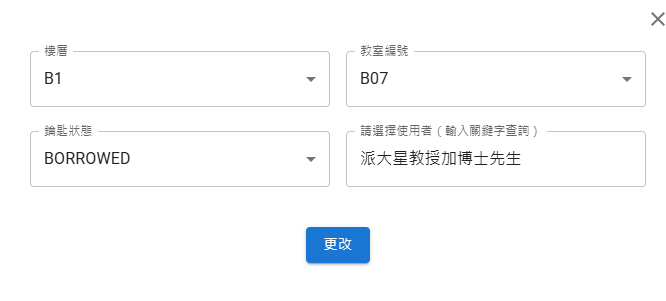 樓層
教室編號
B1
B07
鑰匙狀態
請選擇使用者（輸入關鍵字查詢）
BORROWED
派大星教授加博士先生
更改